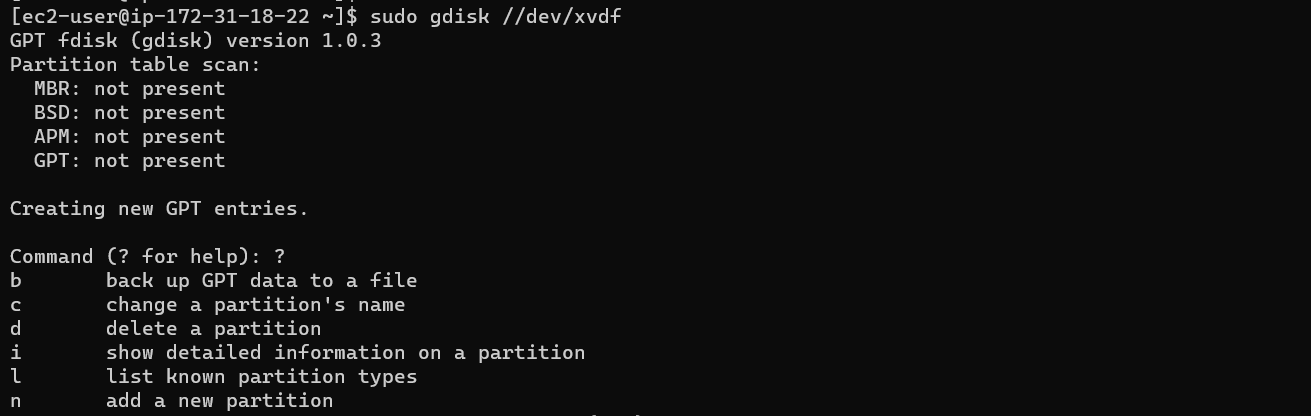 [ec2-user@ip-172-31-18-22 ~]$ sudo gdisk //dev/xvdf
GPT fdisk (gdisk) version 1.0.3
Partition table scan:
  MBR: not present
  BSD: not present
  APM: not present
  GPT: not present

Creating new GPT entries.

Command (? for help): ?
b       back up GPT data to a file
c       change a partition's name
d       delete a partition
i       show detailed information on a partition
l       list known partition types
n       add a new partition